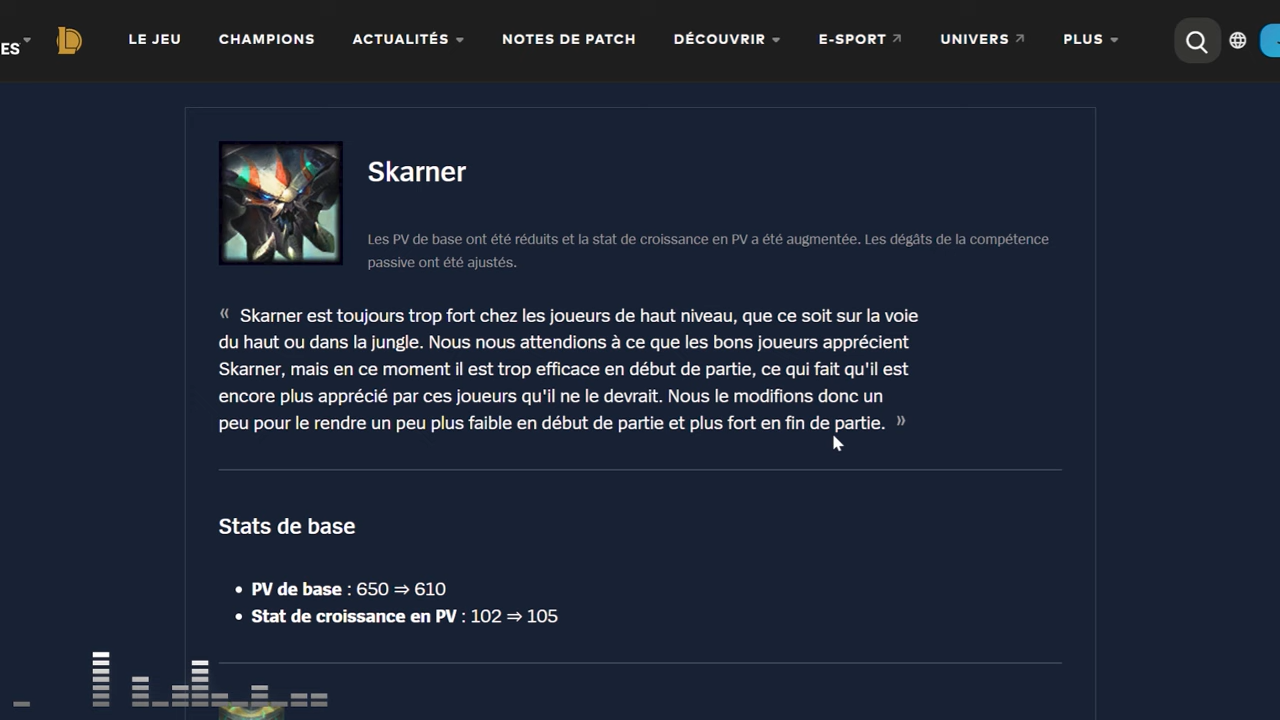 ES
LE JEU CHAMPIONS ACTUALITÉS NOTES DE PATCH DÉCOUVRIR E-SPORT UNIVERS PLUS
Skarner
Les PV de base ont été réduits et la stat de croissance en PV a été augmentée. Les dégâts de la compétence
passive ont été ajustés.
« Skarner est toujours trop fort chez les joueurs de haut niveau, que ce soit sur la voie
du haut ou dans la jungle. Nous nous attendions à ce que les bons joueurs apprécient
Skarner, mais en ce moment il est trop efficace en début de partie, ce qui fait qu'il est
encore plus apprécié par ces joueurs qu'il ne le devrait. Nous le modifions donc un
peu pour le rendre un peu plus faible en début de partie et plus fort en fin de partie. »
Stats de base
• PV de base : 650 ⇒ 610
• Stat de croissance en PV : 102 ⇒ 105